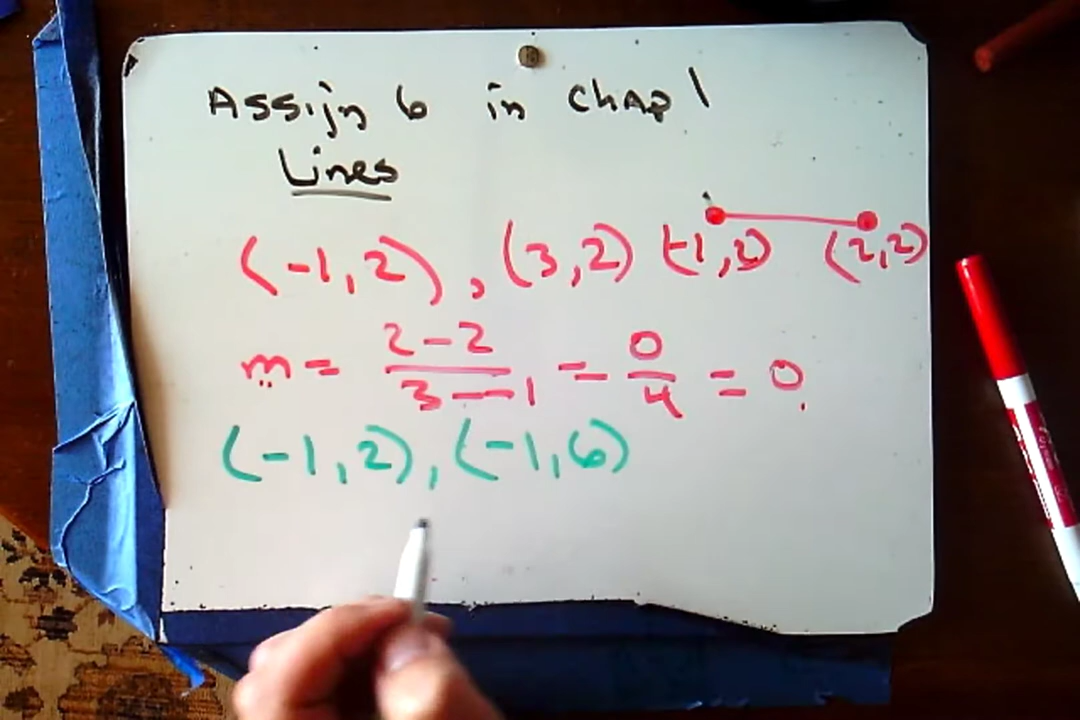 Assign 6 in Chap 1
Lines
(-1,2), (3,2) (-1,2) (2,2)
m = 2-2 / 3--1 = 0/4 = 0
(-1,2), (-1,6)